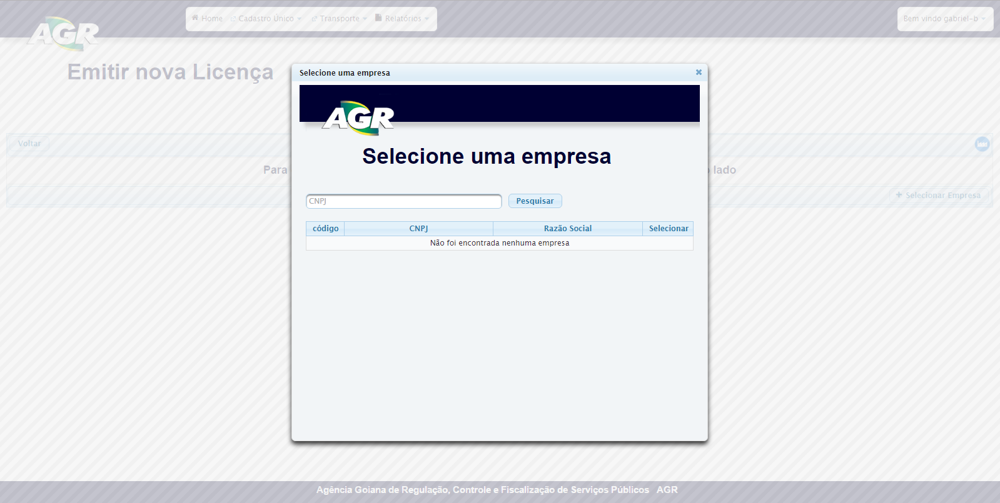 AGR
Home Cadastro Único Transporte Relatórios
Bem vindo gabriel-b
Emitir nova Licença
Selecione uma empresa
AGR
Selecione uma empresa
Voltar
Para
lado
CNPJ Pesquisar
+ Selecionar Empresa
código CNPJ Razão Social Selecionar
Não foi encontrada nenhuma empresa
Agência Goiana de Regulação, Controle e Fiscalização de Serviços Públicos AGR